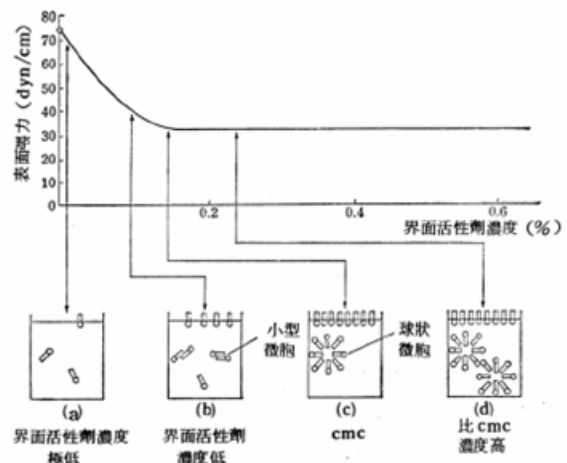 表面吸力 (dyn/cm)
80
70
60
50
40
30
20
10
0
0.2
0.4
0.6
界面活性劑濃度 (%)
小型
微胞
球狀
微胞
(a)
界面活性劑濃度
極低
(b)
界面活性劑
濃度低
(c)
cmc
(d)
比cmc
濃度高